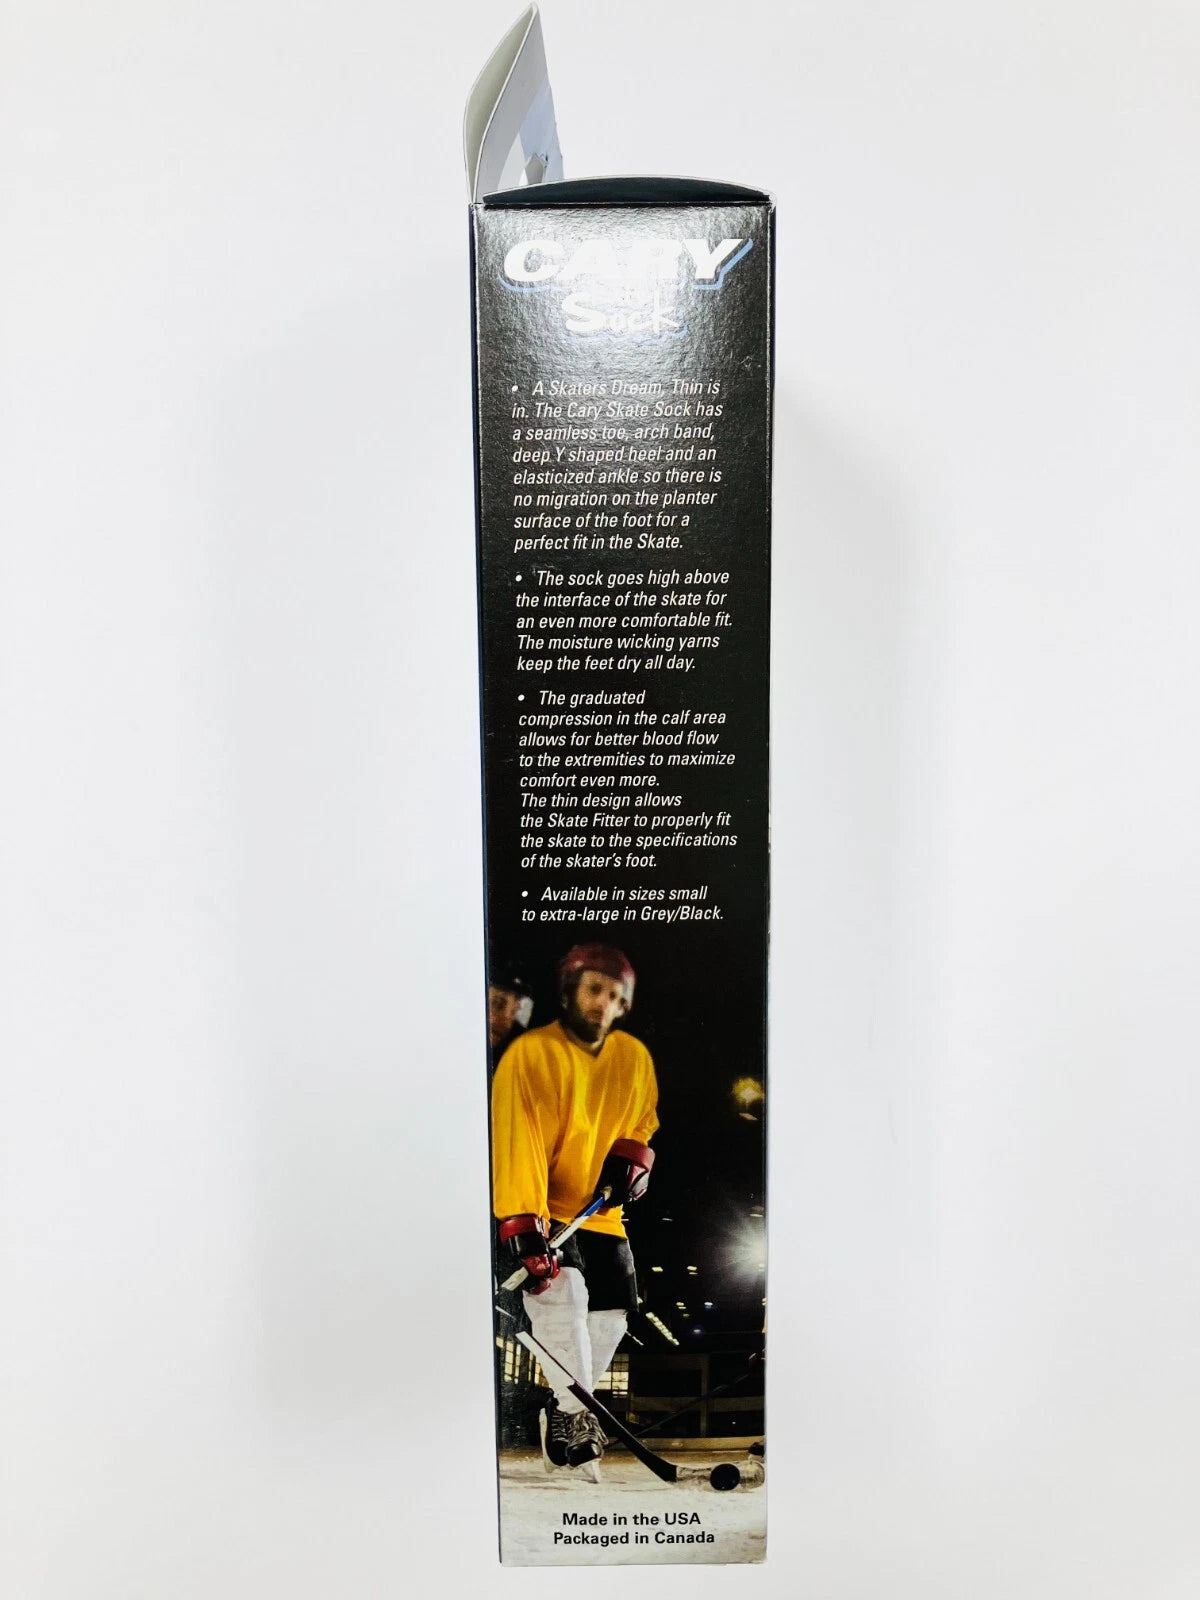 CARY
Sock
• A Skaters Dream, Thin is
in. The Cary Skate Sock has
a seamless toe, arch band,
deep Y shaped heel and an
elasticized ankle so there is
no migration on the planter
surface of the foot for a
perfect fit in the Skate.
• The sock goes high above
the interface of the skate for
an even more comfortable fit.
The moisture wicking yarns
keep the feet dry all day.
• The graduated
compression in the calf area
allows for better blood flow
to the extremities to maximize
comfort even more.
The thin design allows
the Skate Fitter to properly fit
the skate to the specifications
of the skater's foot.
• Available in sizes small
to extra-large in Grey/Black.
Made in the USA
Packaged in Canada